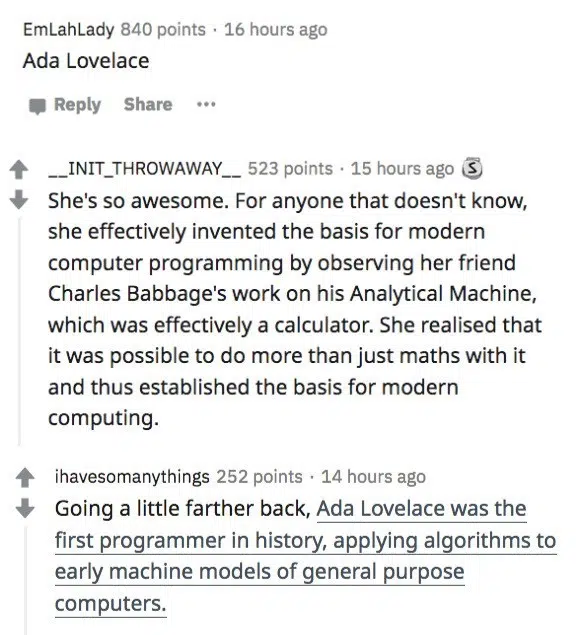 EmLahLady 840 points · 16 hours ago
Ada Lovelace
Reply Share ···
__INIT_THROWAWAY__ 523 points · 15 hours ago S
She's so awesome. For anyone that doesn't know,
she effectively invented the basis for modern
computer programming by observing her friend
Charles Babbage's work on his Analytical Machine,
which was effectively a calculator. She realised that
it was possible to do more than just maths with it
and thus established the basis for modern
computing.
ihavesomanythings 252 points · 14 hours ago
Going a little farther back, Ada Lovelace was the
first programmer in history, applying algorithms to
early machine models of general purpose
computers.